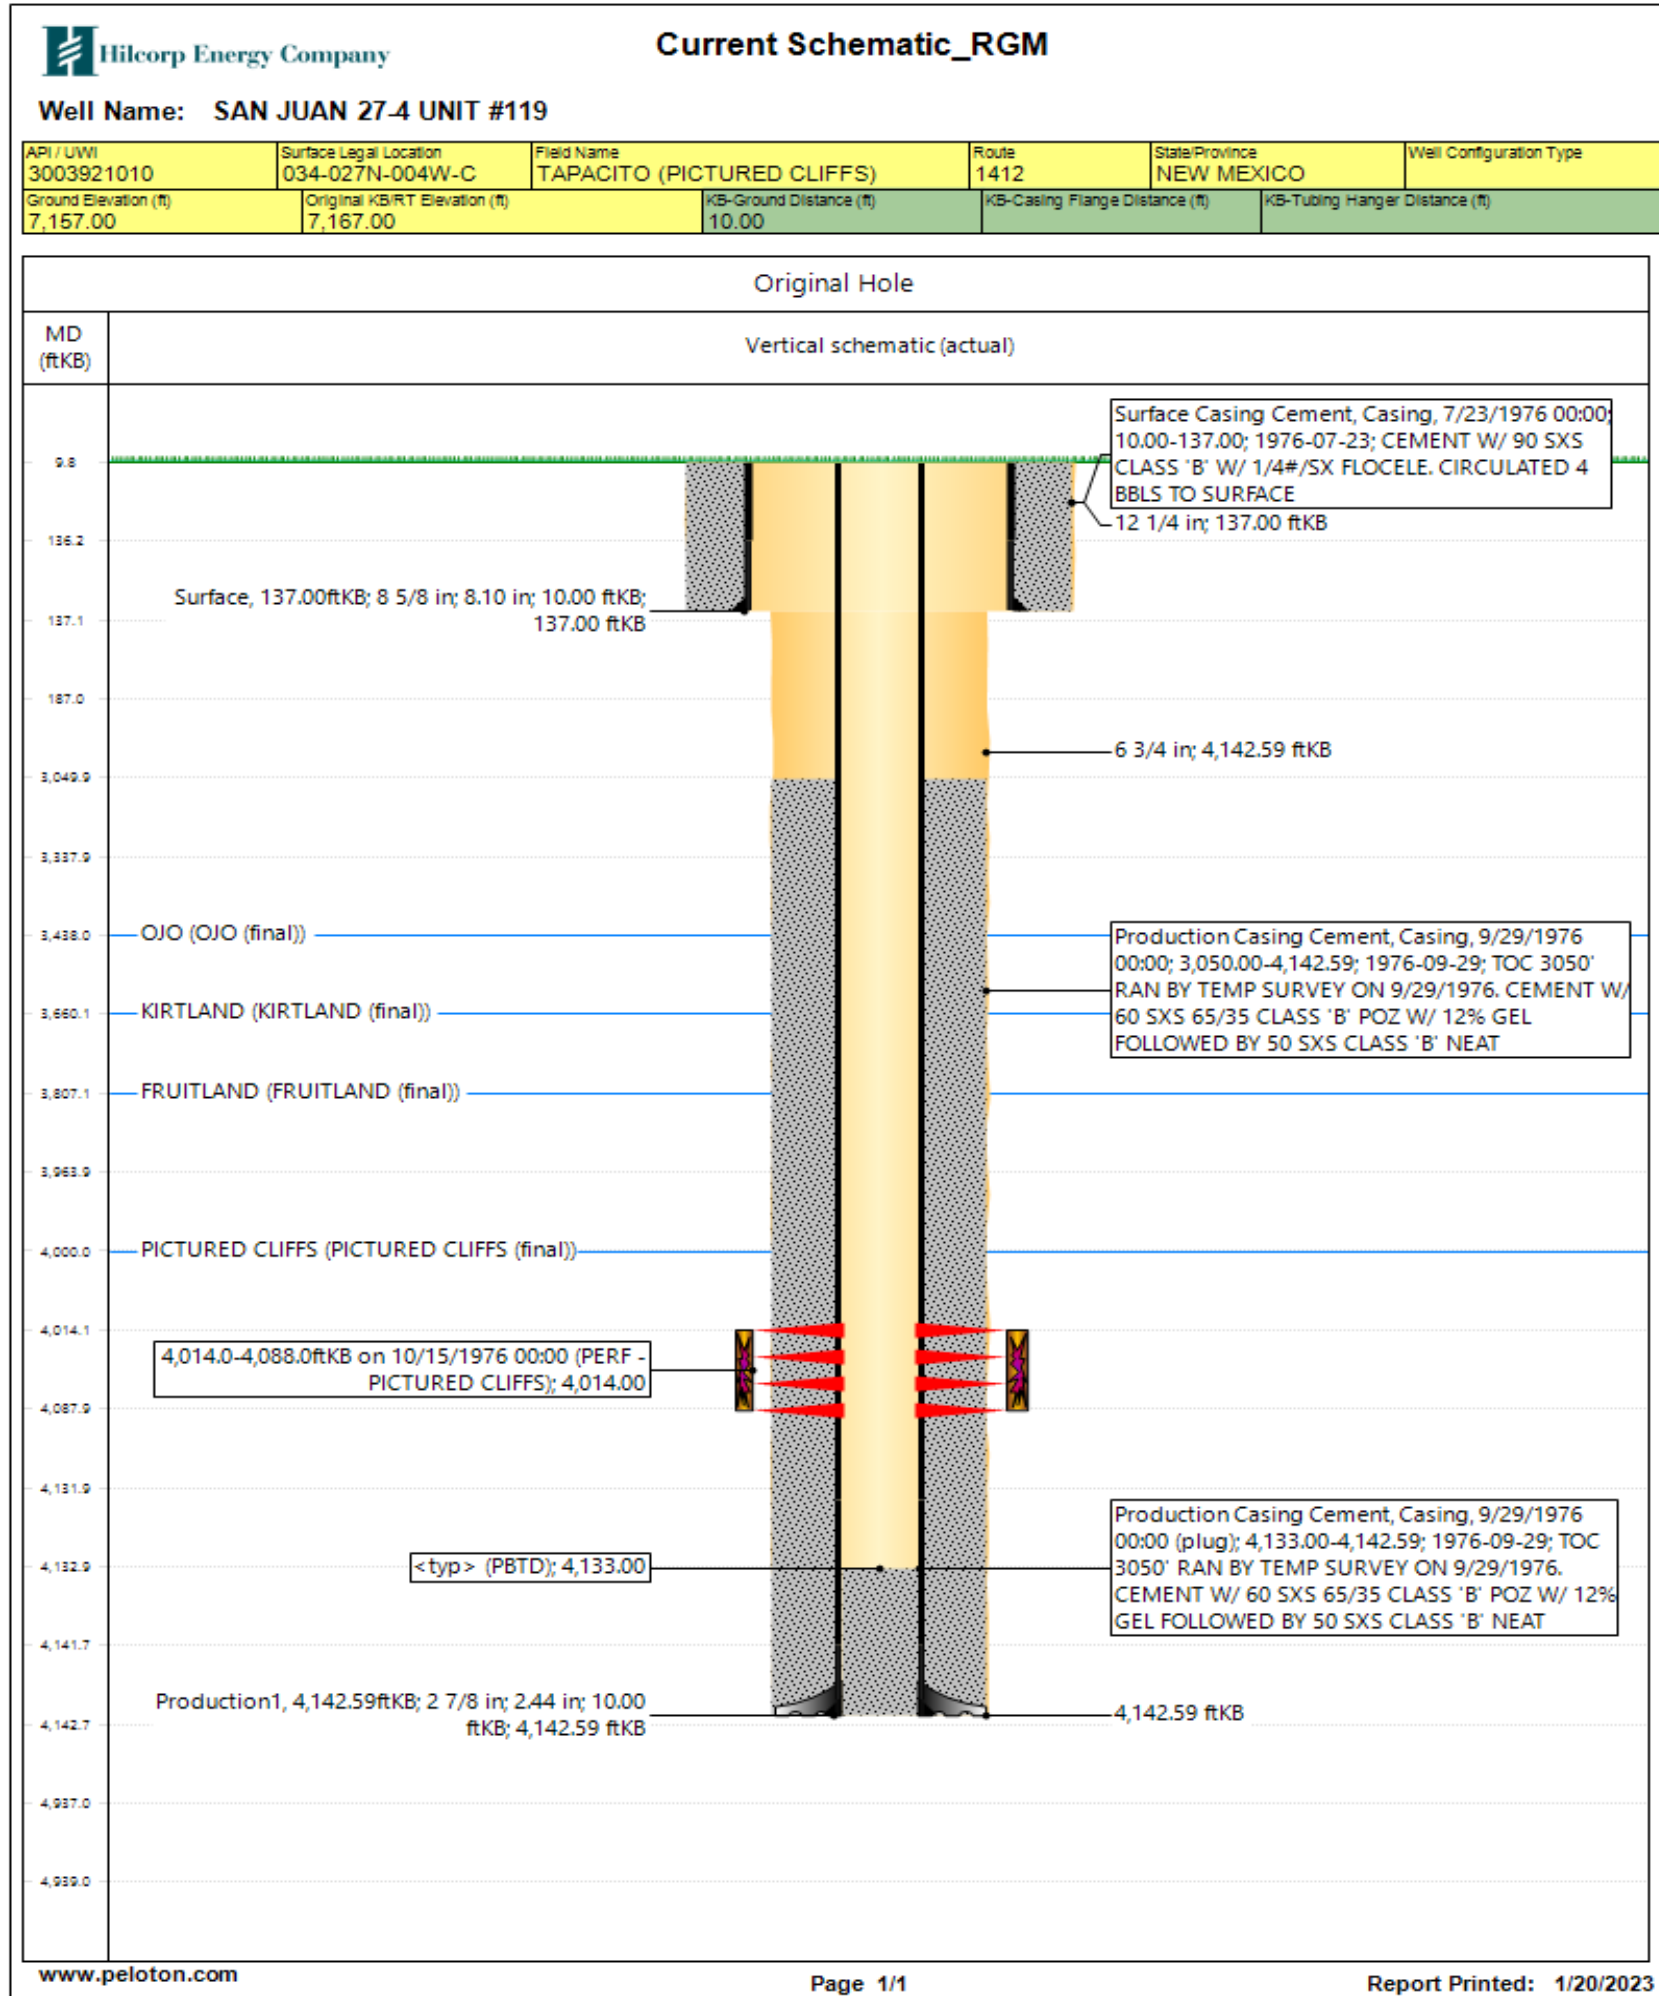 Hilcorp Energy Company
Current Schematic_RGM
Well Name: SAN JUAN 27-4 UNIT #119
API / UWI
3003921010
Surface Legal Location
034-027N-004W-C
Field Name
TAPACITO (PICTURED CLIFFS)
Route
1412
State/Province
NEW MEXICO
Well Configuration Type
Ground Elevation (ft)
7,157.00
Original KB/RT Elevation (ft)
7,167.00
KB-Ground Distance (ft)
10.00
KB-Casing Flange Distance (ft)
KB-Tubing Hanger Distance (ft)
Original Hole
MD
(ftKB)
Vertical schematic (actual)
Surface Casing Cement, Casing, 7/23/1976 00:00;
10.00-137.00; 1976-07-23; CEMENT W/ 90 SXS
CLASS 'B' W/ 1/4#/SX FLOCELE. CIRCULATED 4
BBLS TO SURFACE
9.8
12 1/4 in; 137.00 ftKB
136.2
Surface, 137.00ftKB; 8 5/8 in; 8.10 in; 10.00 ftKB;
137.00 ftKB
137.1
187.0
6 3/4 in; 4,142.59 ftKB
3,049.9
3,337.9
3,438.0
OJO (OJO (final))
Production Casing Cement, Casing, 9/29/1976
00:00; 3,050.00-4,142.59; 1976-09-29; TOC 3050'
RAN BY TEMP SURVEY ON 9/29/1976. CEMENT W/
60 SXS 65/35 CLASS 'B' POZ W/ 12% GEL
FOLLOWED BY 50 SXS CLASS 'B' NEAT
3,660.1
KIRTLAND (KIRTLAND (final))
3,807.1
FRUITLAND (FRUITLAND (final))
3,963.9
4,000.0
PICTURED CLIFFS (PICTURED CLIFFS (final))
4,014.1
4,014.0-4,088.0ftKB on 10/15/1976 00:00 (PERF -
PICTURED CLIFFS); 4,014.00
4,087.9
4,131.9
Production Casing Cement, Casing, 9/29/1976
00:00 (plug); 4,133.00-4,142.59; 1976-09-29; TOC
3050' RAN BY TEMP SURVEY ON 9/29/1976.
CEMENT W/ 60 SXS 65/35 CLASS 'B' POZ W/ 12%
GEL FOLLOWED BY 50 SXS CLASS 'B' NEAT
<typ> (PBTD); 4,133.00
4,132.9
4,141.7
Production1, 4,142.59ftKB; 2 7/8 in; 2.44 in; 10.00
ftKB; 4,142.59 ftKB
4,142.59 ftKB
4,142.7
4,937.0
4,939.0
www.peloton.com
Page 1/1
Report Printed: 1/20/2023